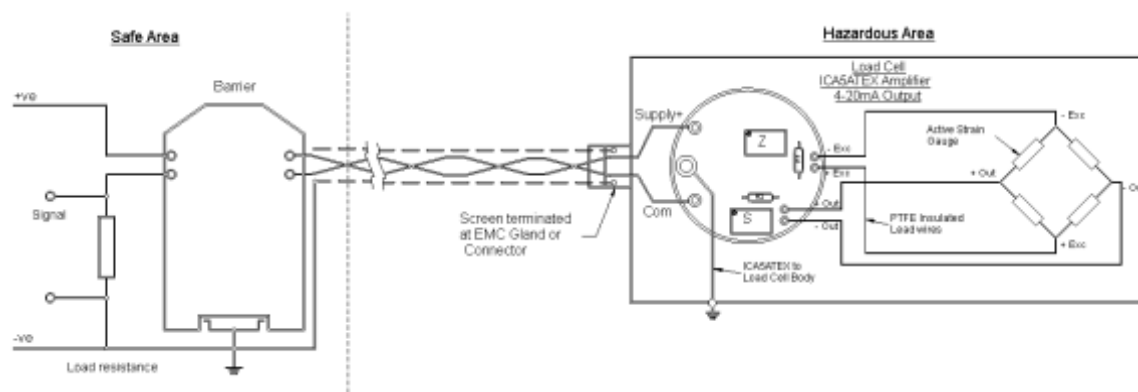 Safe Area
Hazardous Area
Barrier
Load Cell
ICA5ATEX Amplifier
4-20mA Output
+ve
Supply+
Z
- Exc
+ Exc
Active Strain
Gauge
- Exc
+ Out
- Out
Signal
Com
S
+ Out
- Out
PTFE Insulated
Lead wires
+ Exc
Screen terminated
at EMC Gland or
Connector
ICA5ATEX to
Load Cell Body
-ve
Load resistance